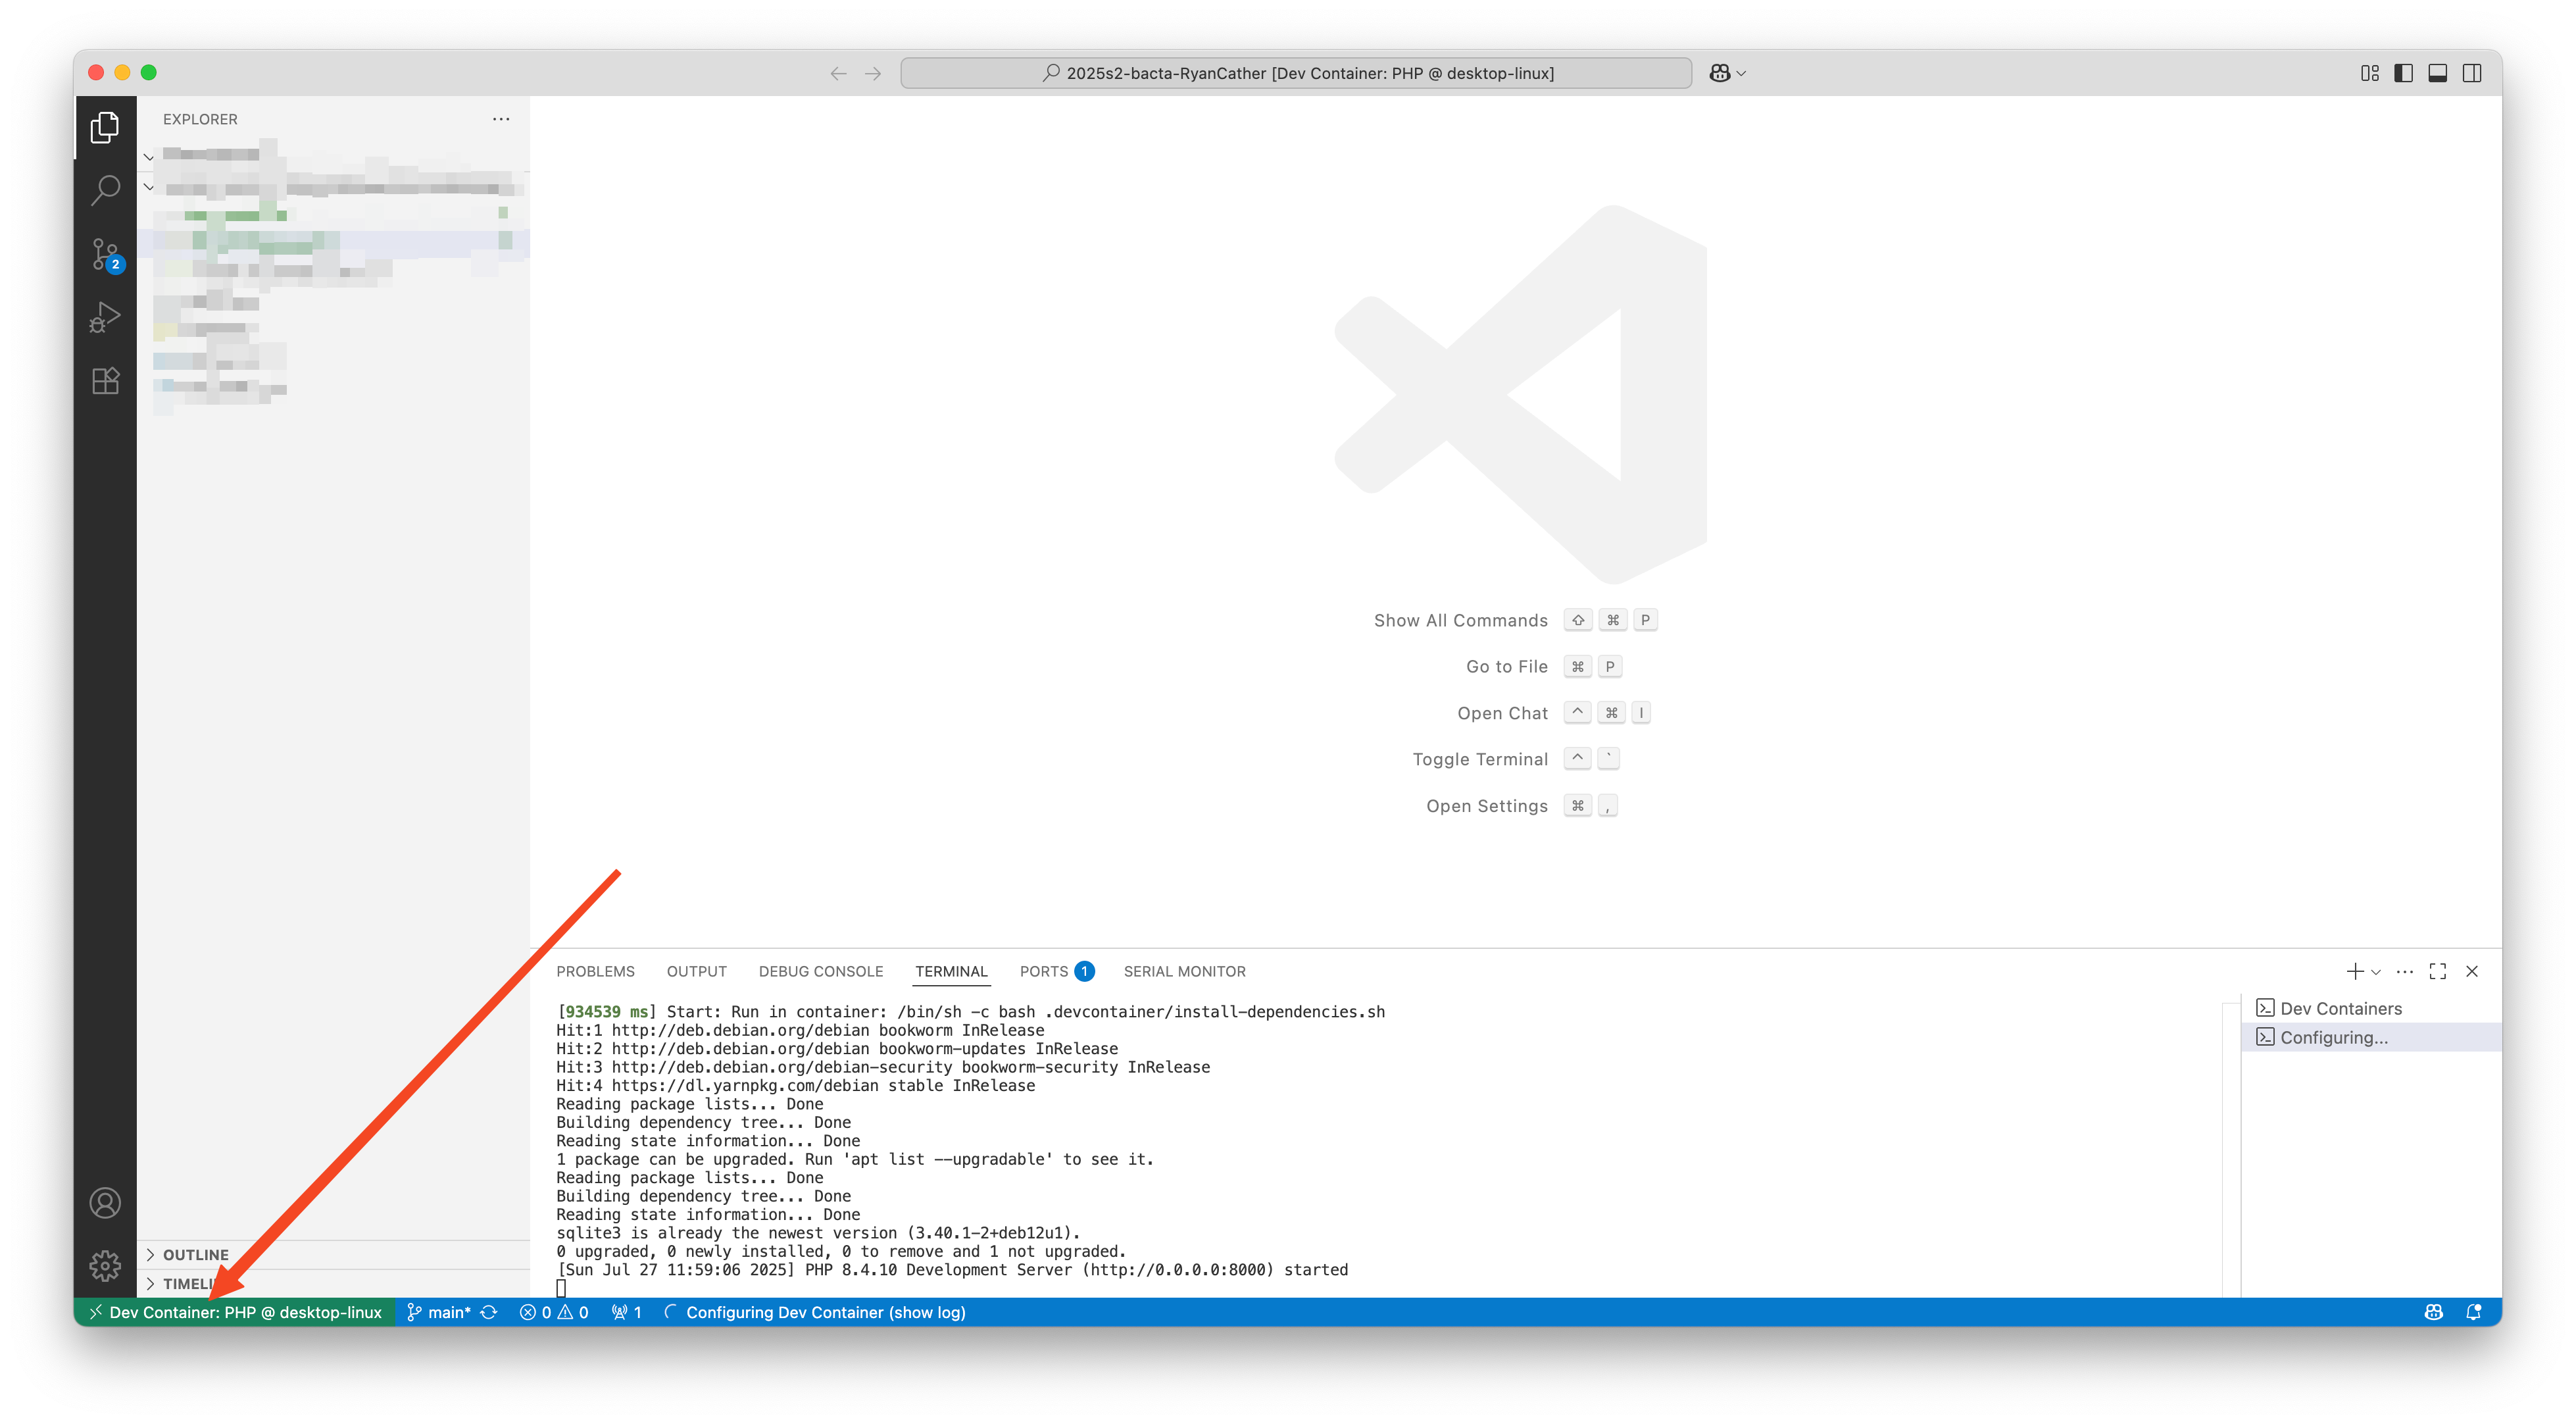 2025s2-bacta-RyanCather [Dev Container: PHP @ desktop-linux]
EXPLORER
2
Show All Commands ⇧ ⌘ P
Go to File ⌘ P
Open Chat ^ ⌘ I
Toggle Terminal ^ `
Open Settings ⌘ ,
PROBLEMS OUTPUT DEBUG CONSOLE TERMINAL PORTS 1 SERIAL MONITOR
[934539 ms] Start: Run in container: /bin/sh -c bash .devcontainer/install-dependencies.sh
Hit:1 http://deb.debian.org/debian bookworm InRelease
Hit:2 http://deb.debian.org/debian bookworm-updates InRelease
Hit:3 http://deb.debian.org/debian-security bookworm-security InRelease
Hit:4 https://dl.yarnpkg.com/debian stable InRelease
Reading package lists... Done
Building dependency tree... Done
Reading state information... Done
1 package can be upgraded. Run 'apt list --upgradable' to see it.
Reading package lists... Done
Building dependency tree... Done
Reading state information... Done
sqlite3 is already the newest version (3.40.1-2+deb12u1).
0 upgraded, 0 newly installed, 0 to remove and 1 not upgraded.
[Sun Jul 27 11:59:06 2025] PHP 8.4.10 Development Server (http://0.0.0.0:8000) started
Dev Containers
Configuring...
OUTLINE
Dev Container: PHP @ desktop-linux main* 0 0 1 Configuring Dev Container (show log)